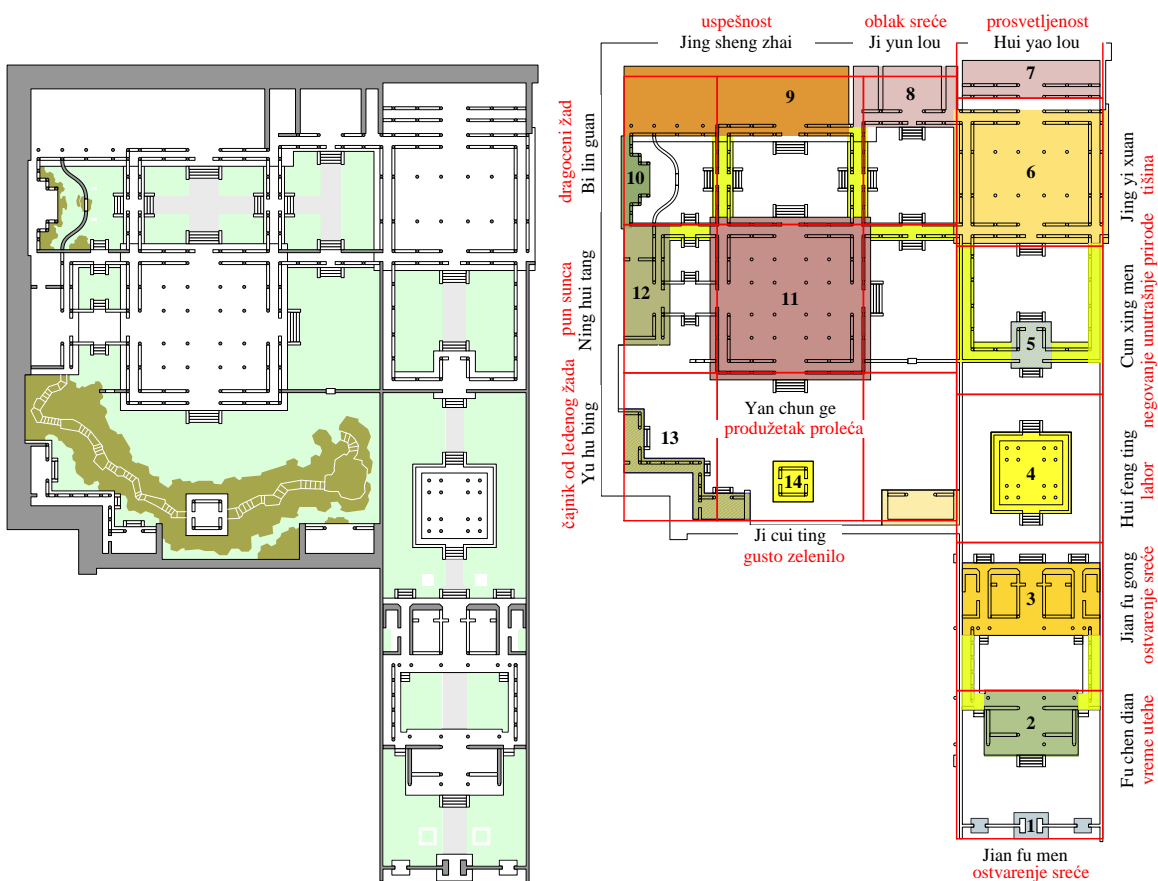 uspešnost
oblak sreće
prosvetljenost
Jing sheng zhai
Ji yun lou
Hui yao lou
7
9
8
dragoceni žad
Bi lin guan
10
6
Jing yi xuan
tišina
pun sunca
Ning hui tang
12
11
5
Cun xing men
negovanje unutrašnje prirode
čajnik od ledenog žada
Yu hu bing
13
Yan chun ge
produžetak proleća
14
4
Hui feng ting
lahor
Ji cui ting
gusto zelenilo
3
Jian fu gong
ostvarenje sreće
2
Fu chen dian
vreme utehe
1
Jian fu men
ostvarenje sreće